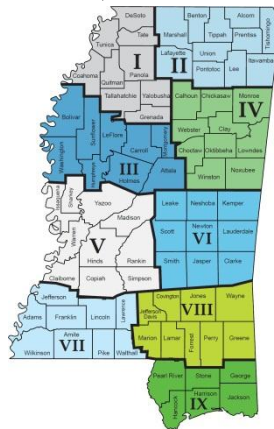 DeSoto
Tunica
Tate
I
Panola
Coahoma
Quitman
Tallahatchie
Yalobusha
Grenada
Benton
Alcorn
Tishomingo
Marshall
Tippah
Prentiss
Lafayette
Union
II
Pontotoc
Lee
Itawamba
Bolivar
Sunflower
LeFlore
Washington
Humphreys
Carroll
Montgomery
III
Holmes
Attala
Calhoun
Chickasaw
Monroe
IV
Webster
Clay
Choctaw
Oktibbeha
Lowndes
Winston
Noxubee
Issaquena
Sharkey
Yazoo
Madison
Warren
V
Hinds
Rankin
Claiborne
Copiah
Simpson
Leake
Neshoba
Kemper
Scott
Newton
Lauderdale
VI
Smith
Jasper
Clarke
Jefferson
Adams
Franklin
Lincoln
Lawrence
Amite
Wilkinson
VII
Pike
Walthall
Covington
Jones
Wayne
Jefferson
Davis
VIII
Marion
Lamar
Forrest
Perry
Greene
Pearl River
Stone
George
Hancock
Harrison
Jackson
IX